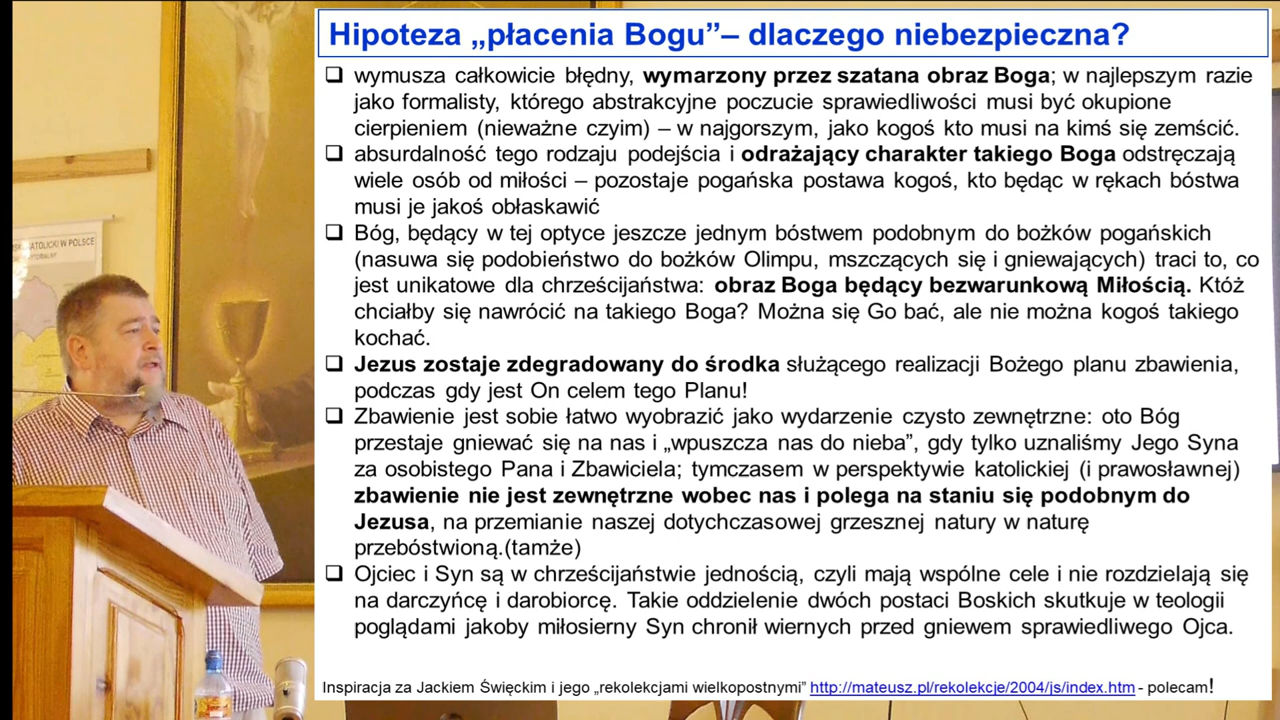 Hipoteza „płacenia Bogu”– dlaczego niebezpieczna?
❑ wymusza całkowicie błędny, wymarzony przez szatana obraz Boga; w najlepszym razie
jako formalisty, którego abstrakcyjne poczucie sprawiedliwości musi być okupione
cierpieniem (nieważne czyim) – w najgorszym, jako kogoś kto musi na kimś się zemścić.
❑ absurdalność tego rodzaju podejścia i odrażający charakter takiego Boga odstręczają
wiele osób od miłości – pozostaje pogańska postawa kogoś, kto będąc w rękach bóstwa
musi je jakoś obłaskawić
❑ Bóg, będący w tej optyce jeszcze jednym bóstwem podobnym do bożków pogańskich
(nasuwa się podobieństwo do bożków Olimpu, mszczących się i gniewających) traci to, co
jest unikatowe dla chrześcijaństwa: obraz Boga będący bezwarunkową Miłością. Któż
chciałby się nawrócić na takiego Boga? Można się Go bać, ale nie można kogoś takiego
kochać.
❑ Jezus zostaje zdegradowany do środka służącego realizacji Bożego planu zbawienia,
podczas gdy jest On celem tego Planu!
❑ Zbawienie jest sobie łatwo wyobrazić jako wydarzenie czysto zewnętrzne: oto Bóg
przestaje gniewać się na nas i „wpuszcza nas do nieba”, gdy tylko uznaliśmy Jego Syna
za osobistego Pana i Zbawiciela; tymczasem w perspektywie katolickiej (i prawosławnej)
zbawienie nie jest zewnętrzne wobec nas i polega na staniu się podobnym do
Jezusa, na przemianie naszej dotychczasowej grzesznej natury w naturę
przebóstwioną.(tamże)
❑ Ojciec i Syn są w chrześcijaństwie jednością, czyli mają wspólne cele i nie rozdzielają się
na darczyńcę i darobiorcę. Takie oddzielenie dwóch postaci Boskich skutkuje w teologii
poglądami jakoby miłosierny Syn chronił wiernych przed gniewem sprawiedliwego Ojca.
Inspiracja za Jackiem Święckim i jego „rekolekcjami wielkopostnymi” http://mateusz.pl/rekolekcje/2004/js/index.htm - polecam!
ATOLICKI W POLSCE